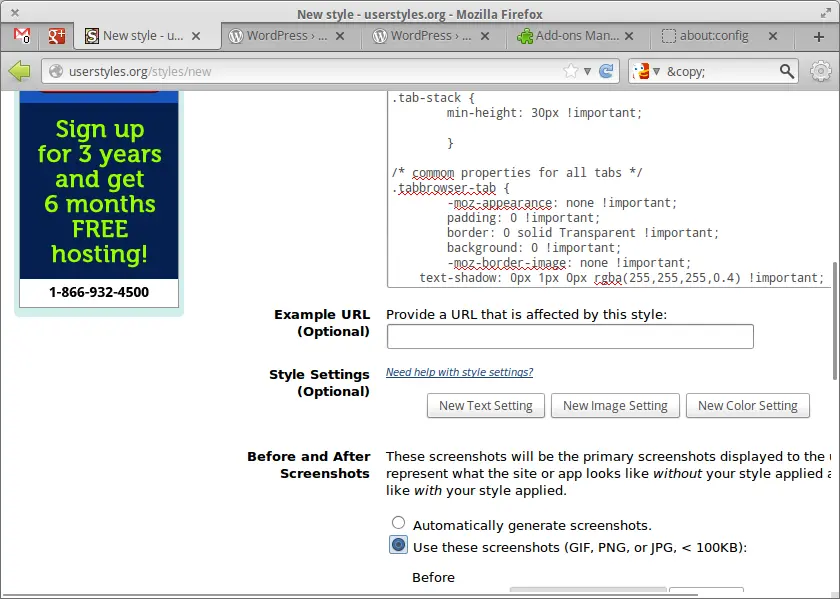 New style - userstyles.org - Mozilla Firefox
0
New style - u...
WordPress › ...
WordPress › ...
Add-ons Man...
about:config
userstyles.org/styles/new
&copy;
Sign up
for 3 years
and get
6 months
FREE
hosting!
1-866-932-4500
.tab-stack {
min-height: 30px !important;
}
/* commom properties for all tabs */
.tabbrowser-tab {
-moz-appearance: none !important;
padding: 0 !important;
border: 0 solid Transparent !important;
background: 0 !important;
-moz-border-image: none !important;
text-shadow: 0px 1px 0px rgba(255,255,255,0.4) !important;
Example URL
(Optional)
Provide a URL that is affected by this style:
Style Settings
(Optional)
Need help with style settings?
New Text Setting
New Image Setting
New Color Setting
Before and After
Screenshots
These screenshots will be the primary screenshots displayed to the
represent what the site or app looks like without your style applied
like with your style applied.
Automatically generate screenshots.
Use these screenshots (GIF, PNG, or JPG, < 100KB):
Before